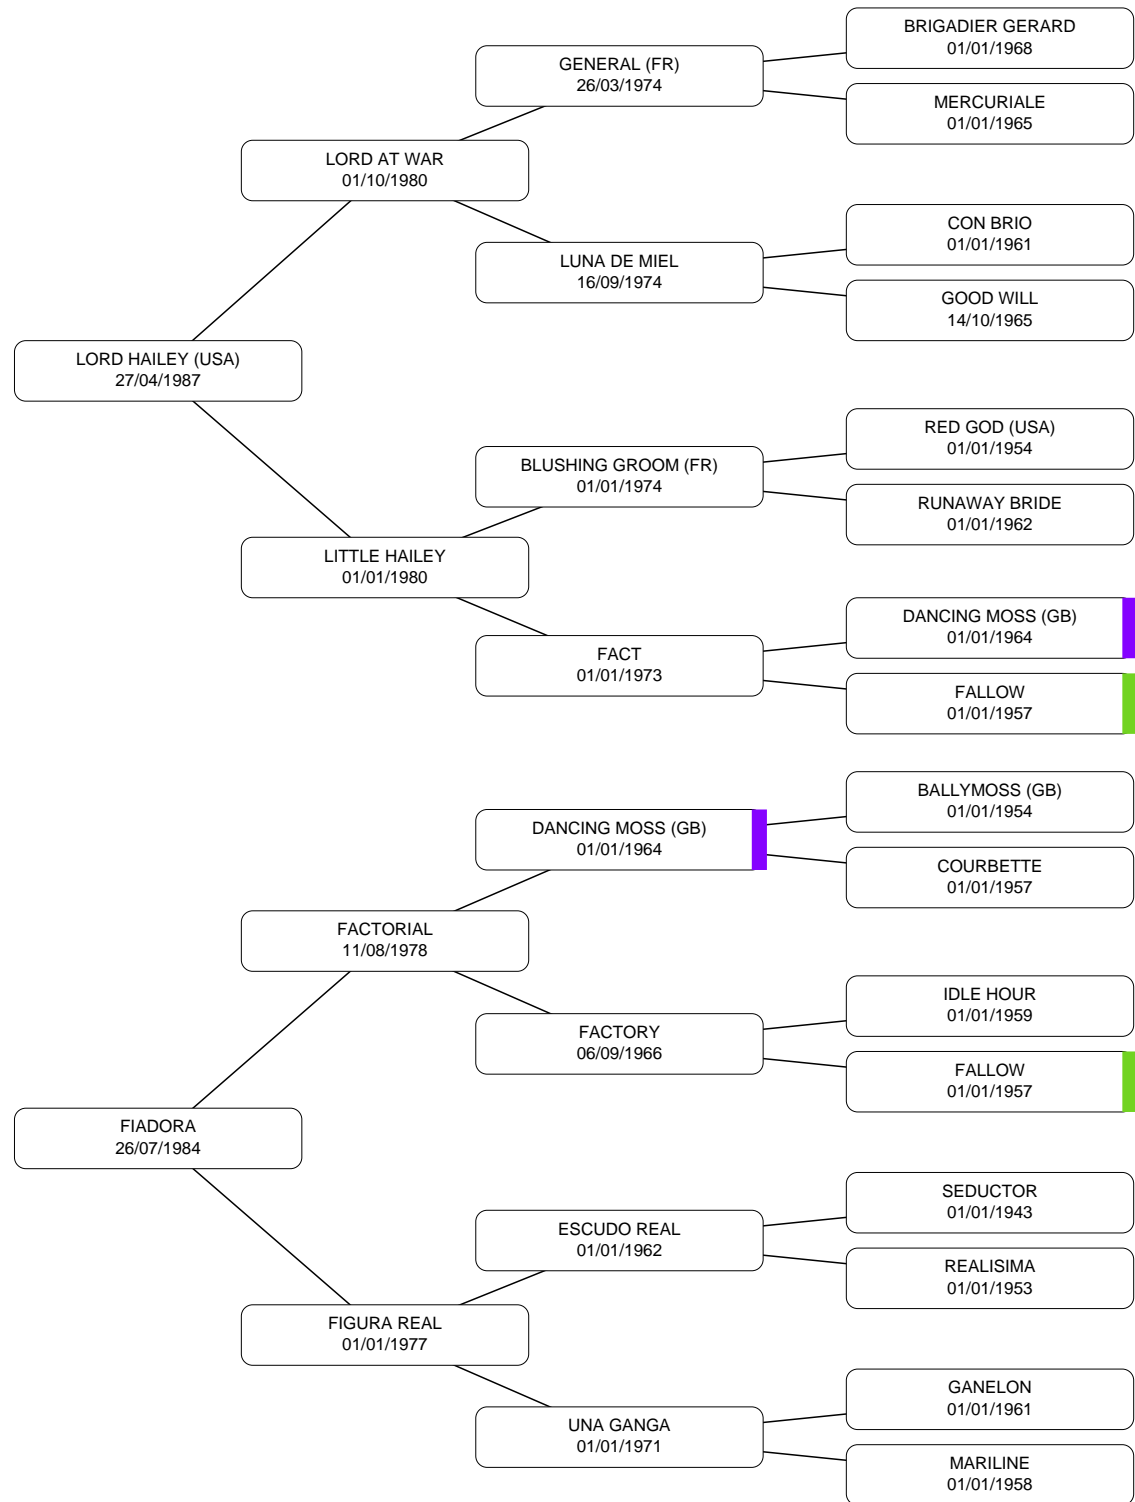 BRIGADIER GERARD
01/01/1968
GENERAL (FR)
26/03/1974
MERCURIALE
01/01/1965
LORD AT WAR
01/10/1980
CON BRIO
01/01/1961
LUNA DE MIEL
16/09/1974
GOOD WILL
14/10/1965
LORD HAILEY (USA)
27/04/1987
RED GOD (USA)
01/01/1954
BLUSHING GROOM (FR)
01/01/1974
RUNAWAY BRIDE
01/01/1962
LITTLE HAILEY
01/01/1980
DANCING MOSS (GB)
01/01/1964
FACT
01/01/1973
FALLOW
01/01/1957
BALLYMOSS (GB)
01/01/1954
DANCING MOSS (GB)
01/01/1964
COURBETTE
01/01/1957
FACTORIAL
11/08/1978
IDLE HOUR
01/01/1959
FACTORY
06/09/1966
FALLOW
01/01/1957
FIADORA
26/07/1984
SEDUCTOR
01/01/1943
ESCUDO REAL
01/01/1962
REALISIMA
01/01/1953
FIGURA REAL
01/01/1977
GANELON
01/01/1961
UNA GANGA
01/01/1971
MARILINE
01/01/1958